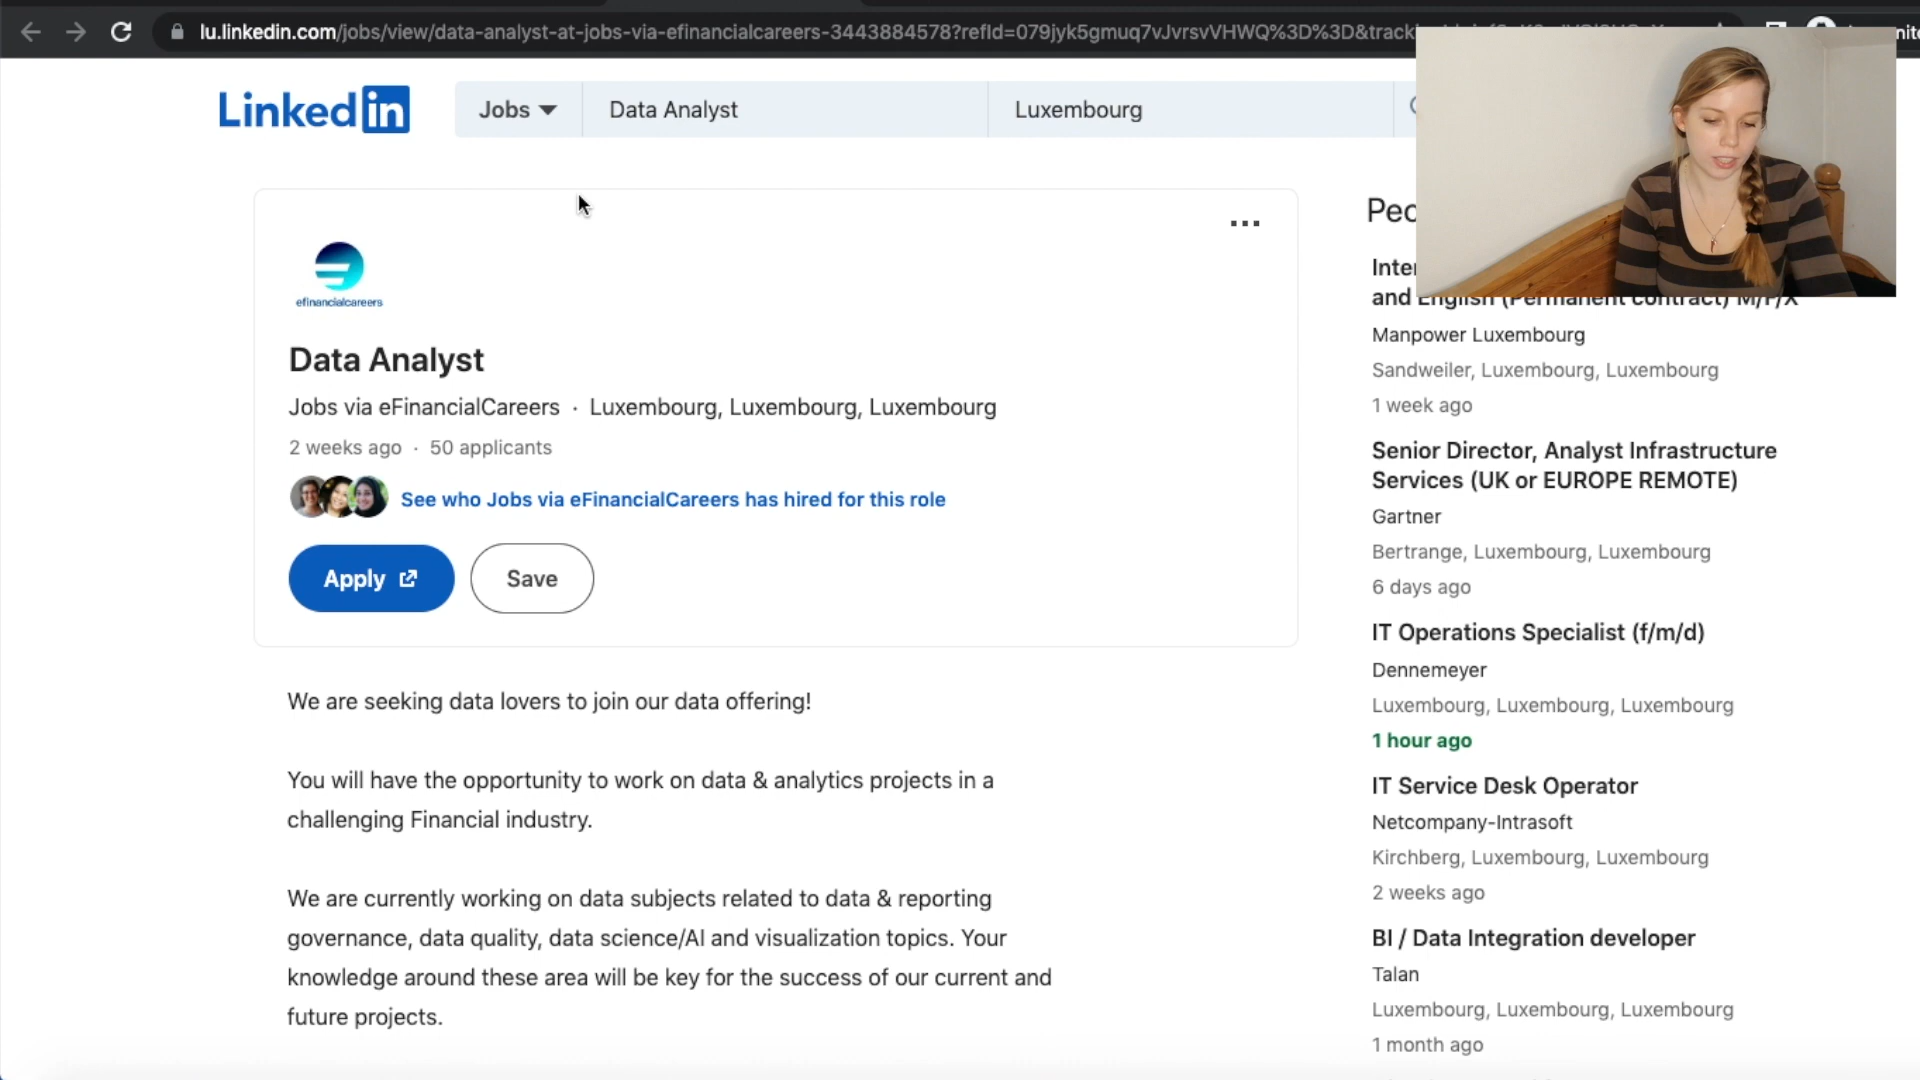 lu.linkedin.com/jobs/view/data-analyst-at-jobs-via-efinancialcareers-3443884578?refId=079jyk5gmuq7vJvrsvVHWQ%3D%3D&track
LinkedIn
Jobs
Data Analyst
Luxembourg
efinancialcareers
Data Analyst
Jobs via eFinancialCareers · Luxembourg, Luxembourg, Luxembourg
2 weeks ago · 50 applicants
See who Jobs via eFinancialCareers has hired for this role
Apply
Save
We are seeking data lovers to join our data offering!
You will have the opportunity to work on data & analytics projects in a
challenging Financial industry.
We are currently working on data subjects related to data & reporting
governance, data quality, data science/AI and visualization topics. Your
knowledge around these area will be key for the success of our current and
future projects.
and English (Permanent contract) M/F/X
Manpower Luxembourg
Sandweiler, Luxembourg, Luxembourg
1 week ago
Senior Director, Analyst Infrastructure
Services (UK or EUROPE REMOTE)
Gartner
Bertrange, Luxembourg, Luxembourg
6 days ago
IT Operations Specialist (f/m/d)
Dennemeyer
Luxembourg, Luxembourg, Luxembourg
1 hour ago
IT Service Desk Operator
Netcompany-Intrasoft
Kirchberg, Luxembourg, Luxembourg
2 weeks ago
BI / Data Integration developer
Talan
Luxembourg, Luxembourg, Luxembourg
1 month ago